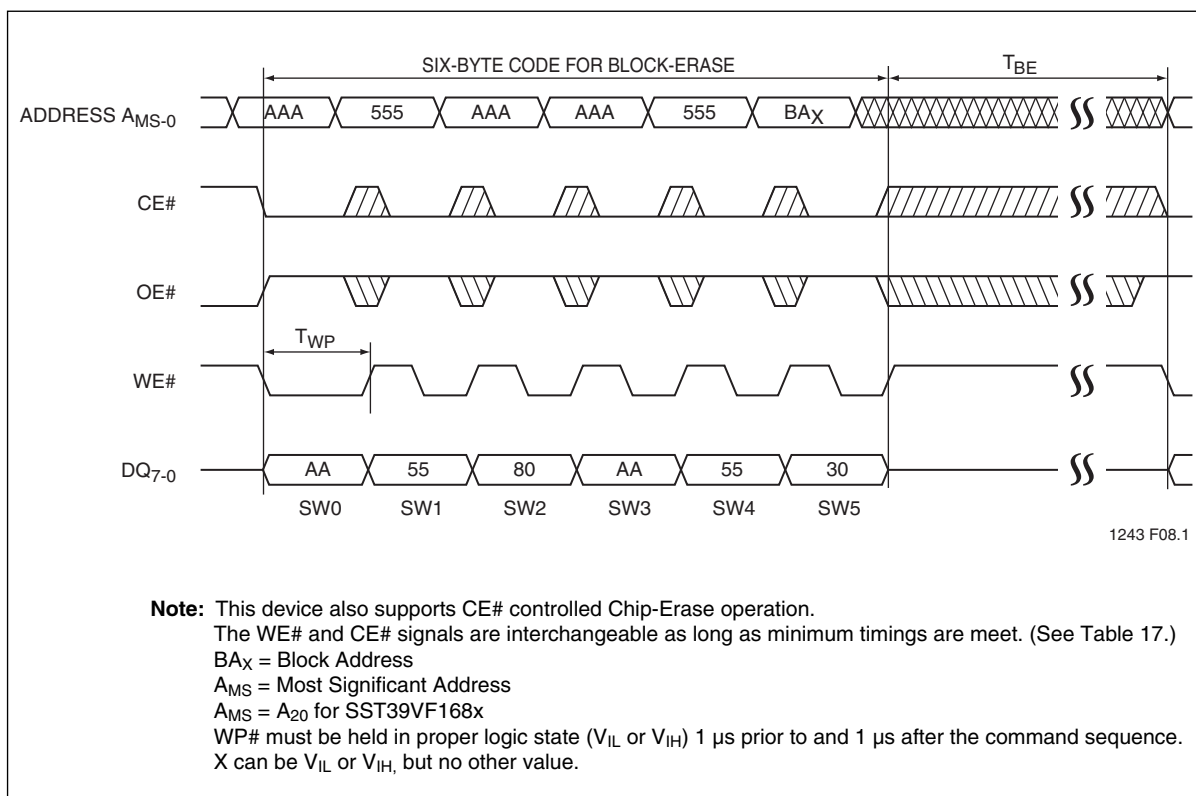 SIX-BYTE CODE FOR BLOCK-ERASE
TBE
ADDRESS AMS-0
AAA 555 AAA AAA 555 BAX
CE#
OE#
TWP
WE#
DQ7-0
AA 55 80 AA 55 30
SW0 SW1 SW2 SW3 SW4 SW5
1243 F08.1
Note: This device also supports CE# controlled Chip-Erase operation.
The WE# and CE# signals are interchangeable as long as minimum timings are meet. (See Table 17.)
BAX = Block Address
AMS = Most Significant Address
AMS = A20 for SST39VF168x
WP# must be held in proper logic state (VIL or VIH) 1 µs prior to and 1 µs after the command sequence.
X can be VIL or VIH, but no other value.